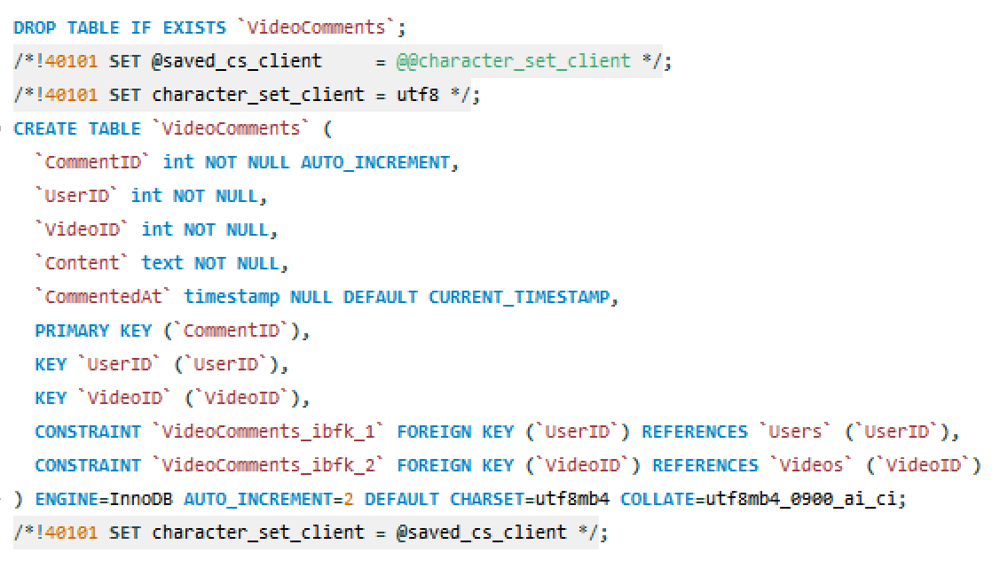 DROP TABLE IF EXISTS `VideoComments`;
/*!40101 SET @saved_cs_client     = @@character_set_client */;
/*!40101 SET character_set_client = utf8 */;
CREATE TABLE `VideoComments` (
  `CommentID` int NOT NULL AUTO_INCREMENT,
  `UserID` int NOT NULL,
  `VideoID` int NOT NULL,
  `Content` text NOT NULL,
  `CommentedAt` timestamp NULL DEFAULT CURRENT_TIMESTAMP,
  PRIMARY KEY (`CommentID`),
  KEY `UserID` (`UserID`),
  KEY `VideoID` (`VideoID`),
  CONSTRAINT `VideoComments_ibfk_1` FOREIGN KEY (`UserID`) REFERENCES `Users` (`UserID`),
  CONSTRAINT `VideoComments_ibfk_2` FOREIGN KEY (`VideoID`) REFERENCES `Videos` (`VideoID`)
) ENGINE=InnoDB AUTO_INCREMENT=2 DEFAULT CHARSET=utf8mb4 COLLATE=utf8mb4_0900_ai_ci;
/*!40101 SET character_set_client = @saved_cs_client */;